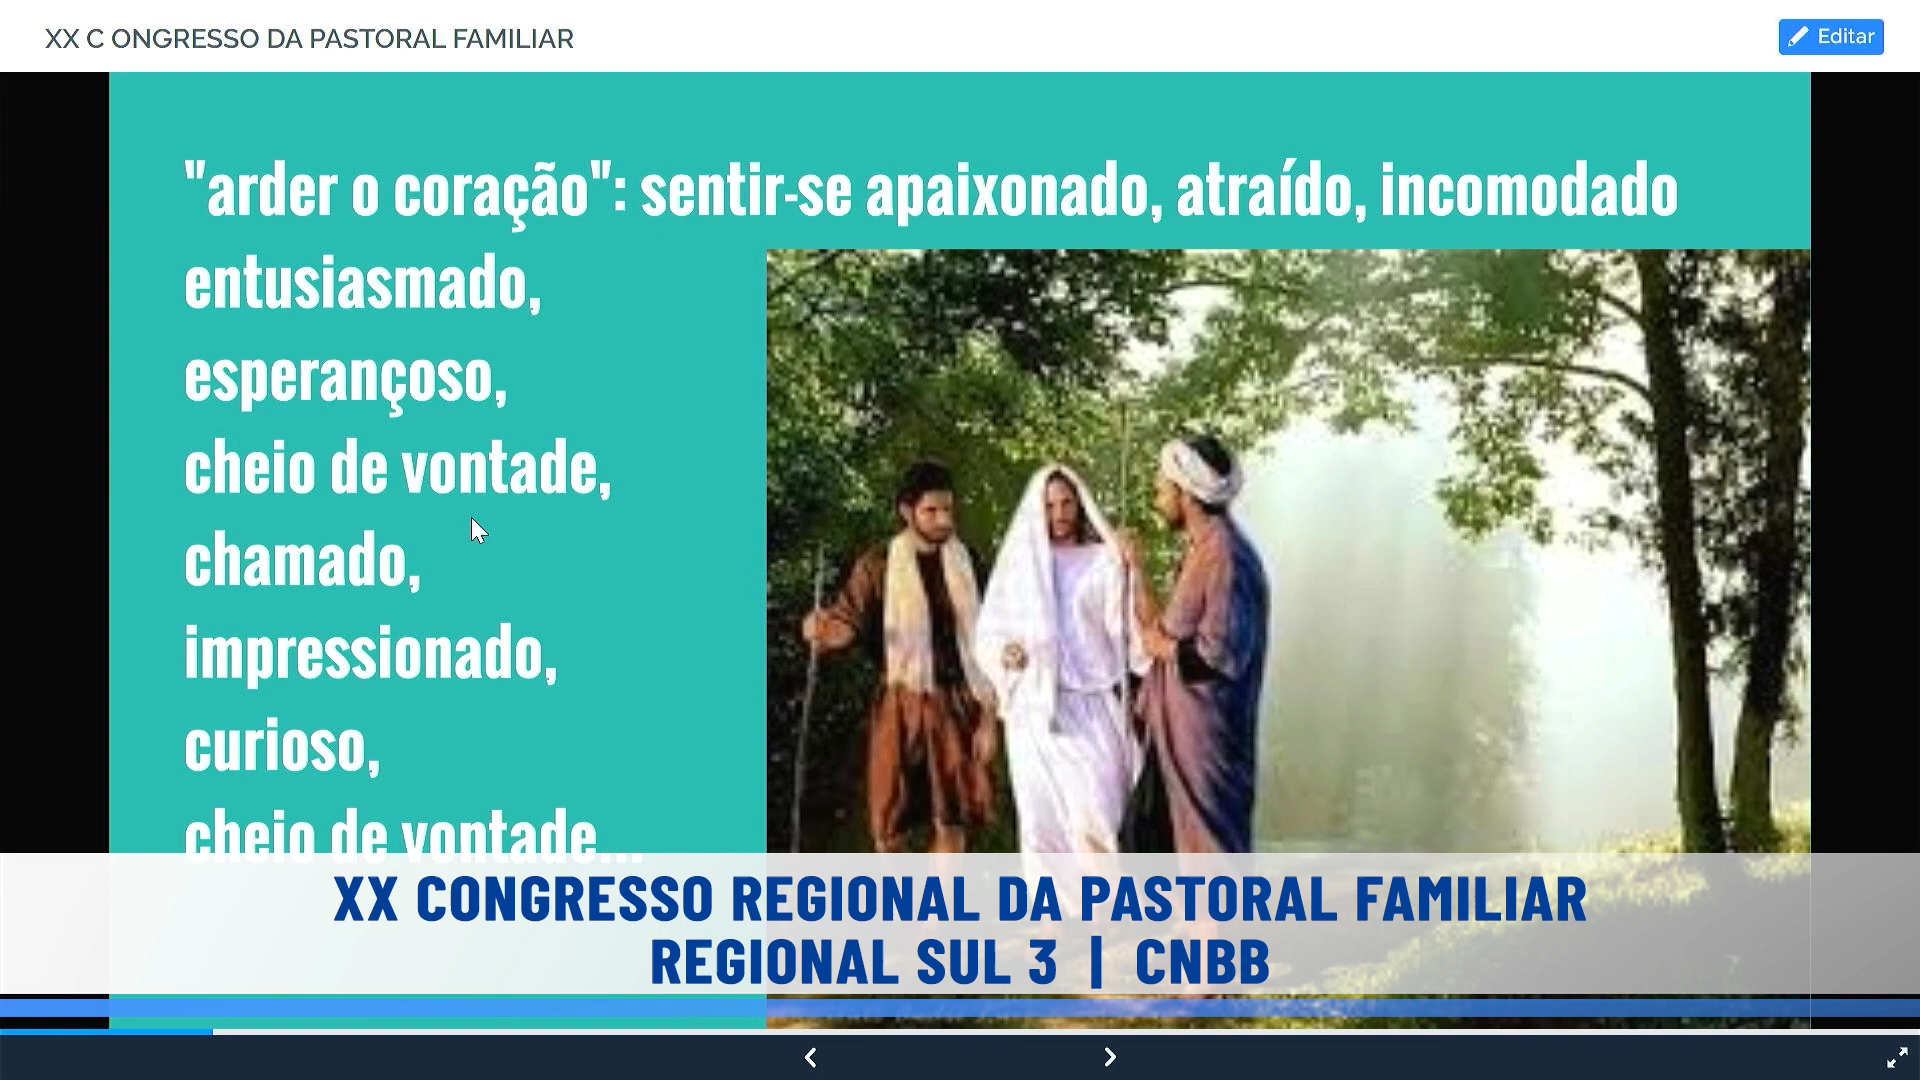 XX C ONGRESSO DA PASTORAL FAMILIAR
Editar
"arder o coração": sentir-se apaixonado, atraído, incomodado
entusiasmado,
esperançoso,
cheio de vontade,
chamado,
impressionado,
curioso,
cheio de vontade...
XX CONGRESSO REGIONAL DA PASTORAL FAMILIAR
REGIONAL SUL 3 | CNBB